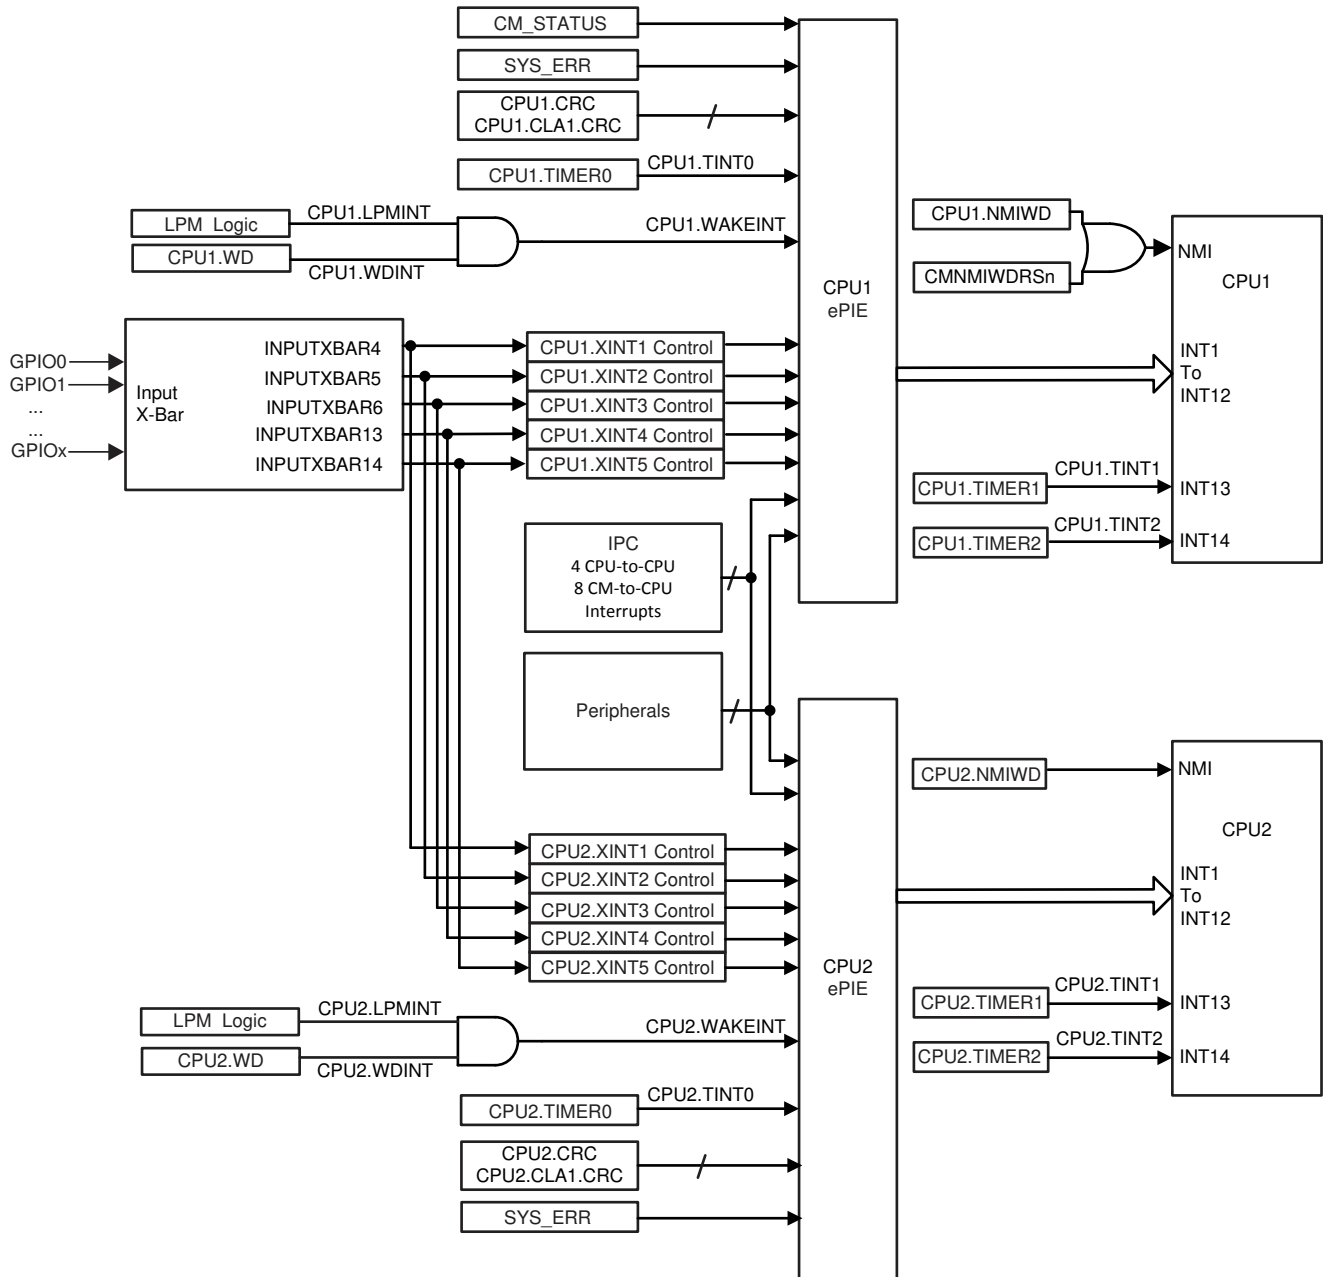 CM_STATUS
SYS_ERR
CPU1.CRC
CPU1.CLA1.CRC
CPU1.TIMER0
CPU1.TINT0
LPM Logic
CPU1.LPMINT
CPU1.WD
CPU1.WDINT
CPU1.WAKEINT
CPU1
ePIE
CPU1.NMIWD
CMNMIWDRSn
NMI
CPU1
INT1
To
INT12
CPU1.TIMER1
CPU1.TINT1
INT13
CPU1.TIMER2
CPU1.TINT2
INT14
GPIO0
GPIO1
...
...
GPIOx
Input
X-Bar
INPUTXBAR4
INPUTXBAR5
INPUTXBAR6
INPUTXBAR13
INPUTXBAR14
CPU1.XINT1 Control
CPU1.XINT2 Control
CPU1.XINT3 Control
CPU1.XINT4 Control
CPU1.XINT5 Control
IPC
4 CPU-to-CPU
8 CM-to-CPU
Interrupts
Peripherals
CPU2.XINT1 Control
CPU2.XINT2 Control
CPU2.XINT3 Control
CPU2.XINT4 Control
CPU2.XINT5 Control
CPU2
ePIE
CPU2.NMIWD
NMI
CPU2
INT1
To
INT12
CPU2.TIMER1
CPU2.TINT1
INT13
CPU2.TIMER2
CPU2.TINT2
INT14
LPM Logic
CPU2.LPMINT
CPU2.WD
CPU2.WDINT
CPU2.WAKEINT
CPU2.TIMER0
CPU2.TINT0
CPU2.CRC
CPU2.CLA1.CRC
SYS_ERR